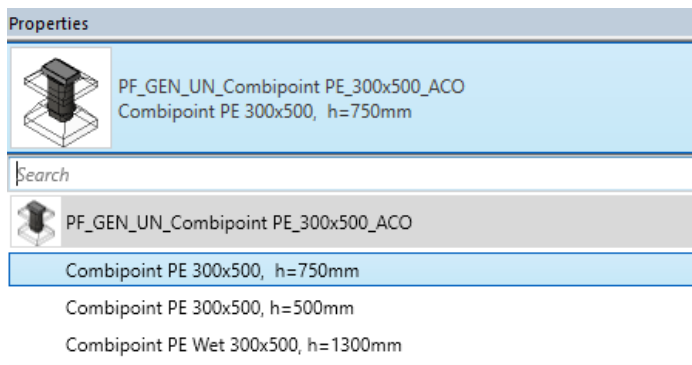 Properties
PF_GEN_UN_Combipoint PE_300x500_ACO
Combipoint PE 300x500,  h=750mm
Search
PF_GEN_UN_Combipoint PE_300x500_ACO
Combipoint PE 300x500,  h=750mm
Combipoint PE 300x500, h=500mm
Combipoint PE Wet 300x500, h=1300mm